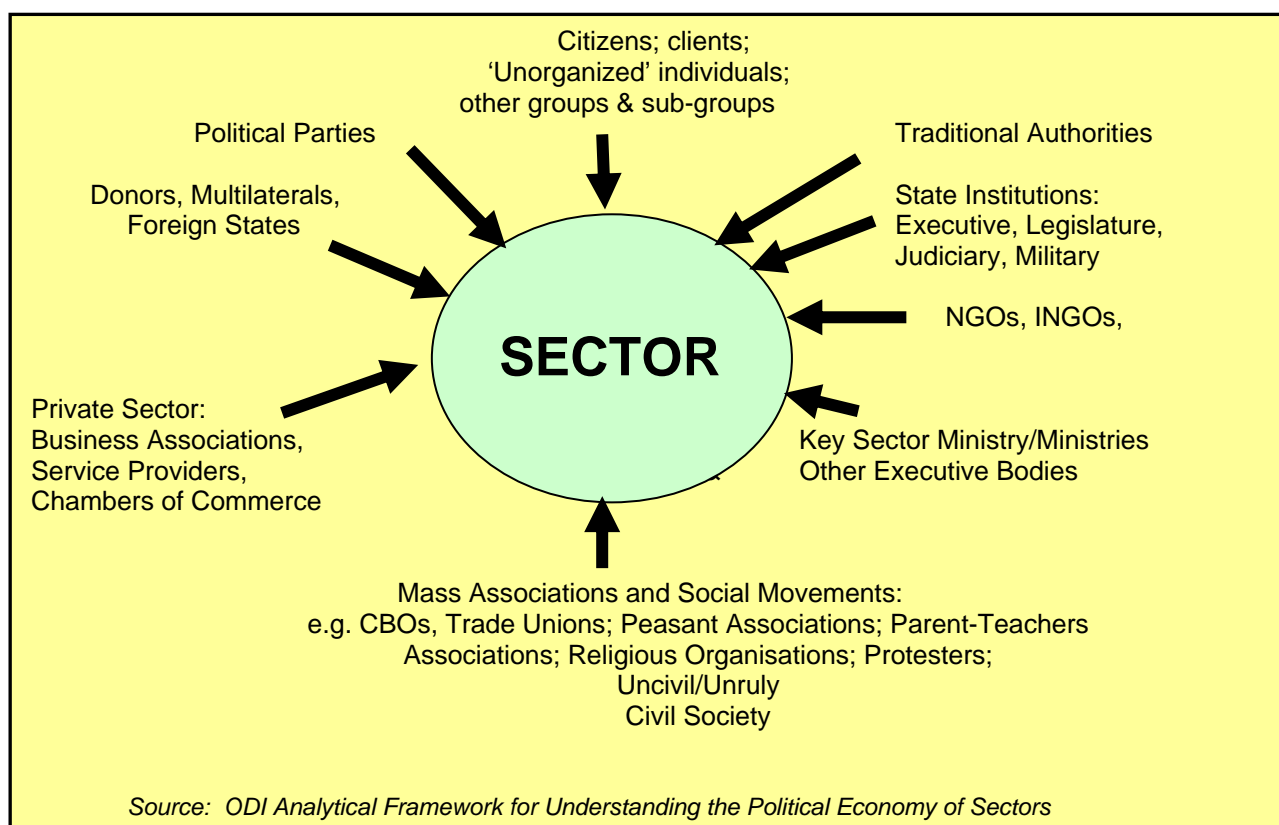 Citizens; clients;
‘Unorganized’ individuals;
other groups & sub-groups
Political Parties
Traditional Authorities
Donors, Multilaterals,
Foreign States
State Institutions:
Executive, Legislature,
Judiciary, Military
NGOs, INGOs,
SECTOR
Private Sector:
Business Associations,
Service Providers,
Chambers of Commerce
Key Sector Ministry/Ministries
Other Executive Bodies
Mass Associations and Social Movements:
e.g. CBOs, Trade Unions; Peasant Associations; Parent-Teachers
Associations; Religious Organisations; Protesters;
Uncivil/Unruly
Civil Society
Source: ODI Analytical Framework for Understanding the Political Economy of Sectors